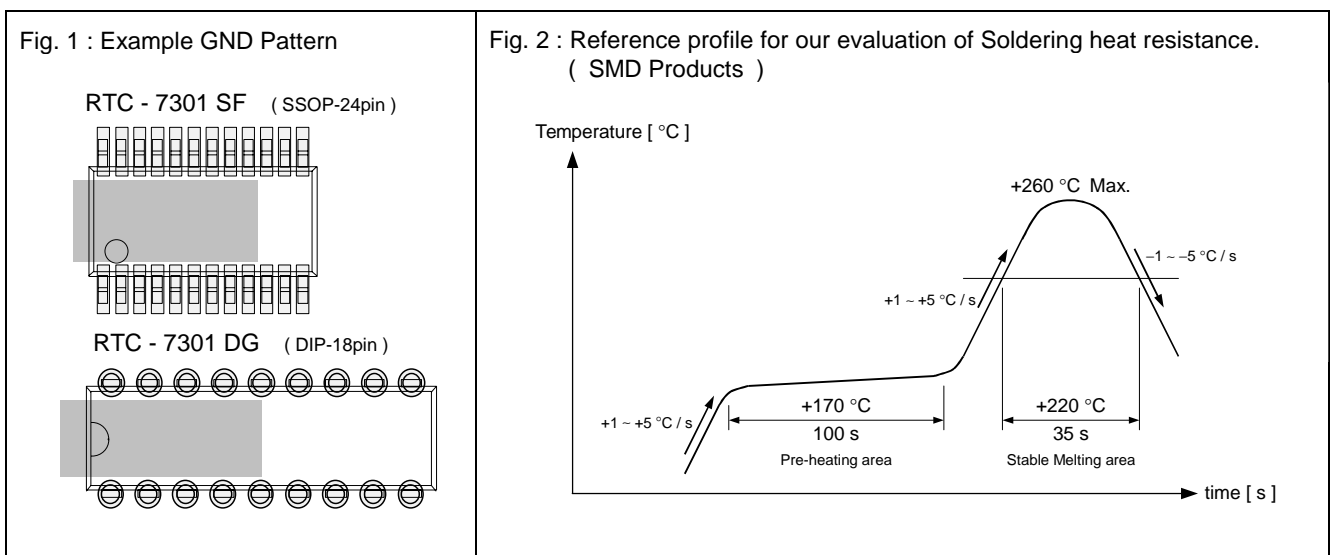 Fig. 1 : Example GND Pattern
RTC - 7301 SF ( SSOP-24pin )
RTC - 7301 DG ( DIP-18pin )
Fig. 2 : Reference profile for our evaluation of Soldering heat resistance.
( SMD Products )
Temperature [ °C ]
+260 °C Max.
−1 ~ −5 °C / s
+1 ~ +5 °C / s
+1 ~ +5 °C / s
+170 °C
100 s
Pre-heating area
+220 °C
35 s
Stable Melting area
time [ s ]